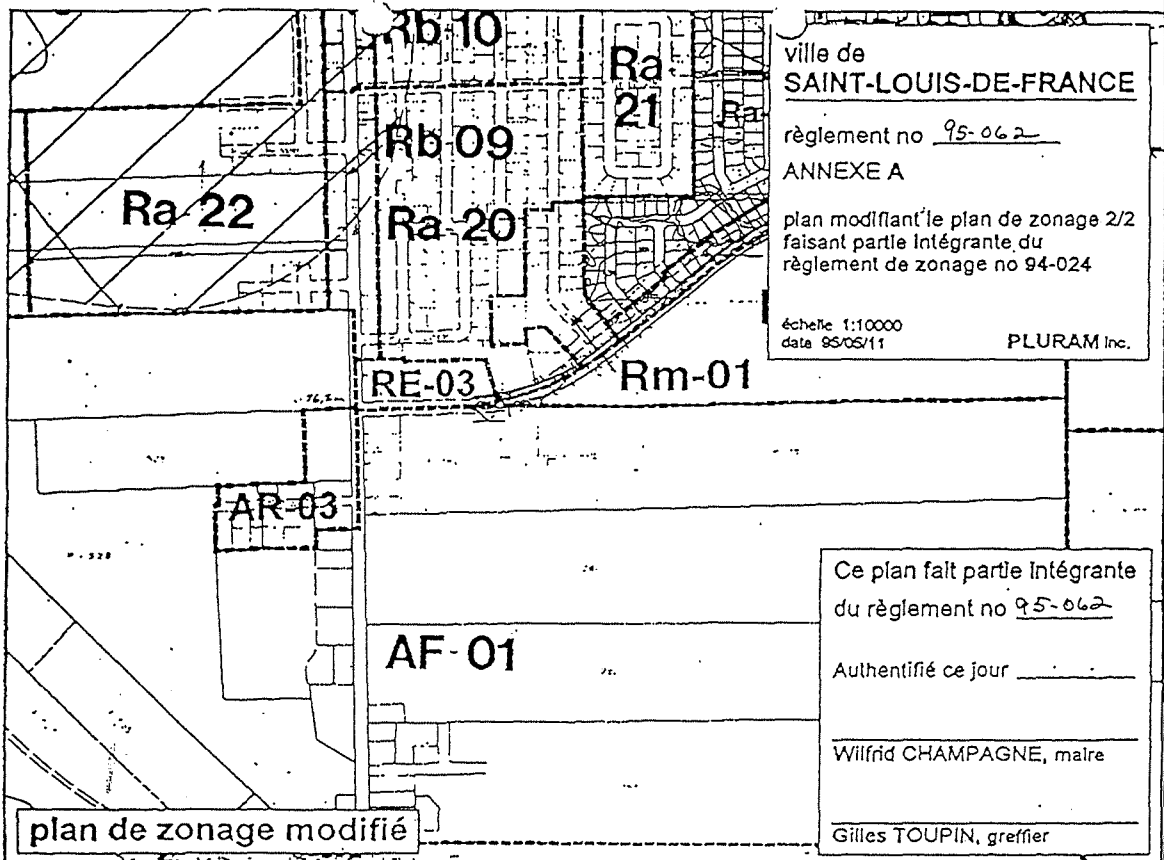 Rb 10
Ra
21
Rb 09
Ra 22
Ra 20
RE-03
Rm-01
76,2m
AR-03
P-528
AF-01
plan de zonage modifié
ville de
SAINT-LOUIS-DE-FRANCE
règlement no 95-062
ANNEXE A
plan modifiant le plan de zonage 2/2
faisant partie intégrante du
règlement de zonage no 94-024
échelle 1:10000
date 95/05/11 PLURAM Inc.
Ce plan fait partie intégrante
du règlement no 95-062
Authentifié ce jour
Wilfrid CHAMPAGNE, maire
Gilles TOUPIN, greffier